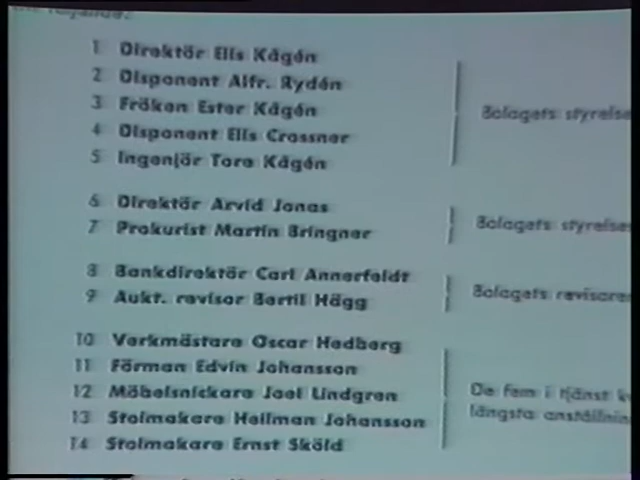 1 Direktör Elis Kågén
2 Disponent Alfr. Rydén
3 Fröken Ester Kågén
Bolagets styrelse
4 Disponent Elis Crassner
5 Ingenjör Tore Kågén
6 Direktör Arvid Jonas
7 Prokurist Martin Bringner
Bolagets styrelse
8 Bankdirektör Carl Annerfeldt
9 Aukt. revisor Bertil Hägg
Bolagets revisorer
10 Verkmästare Oscar Hedberg
11 Förman Edvin Johansson
12 Möbelsnickare Joel Lindgren
De fem i tjänst
13 Stolmakare Hellman Johansson
längsta anställnin
14 Stolmakare Ernst Sköld